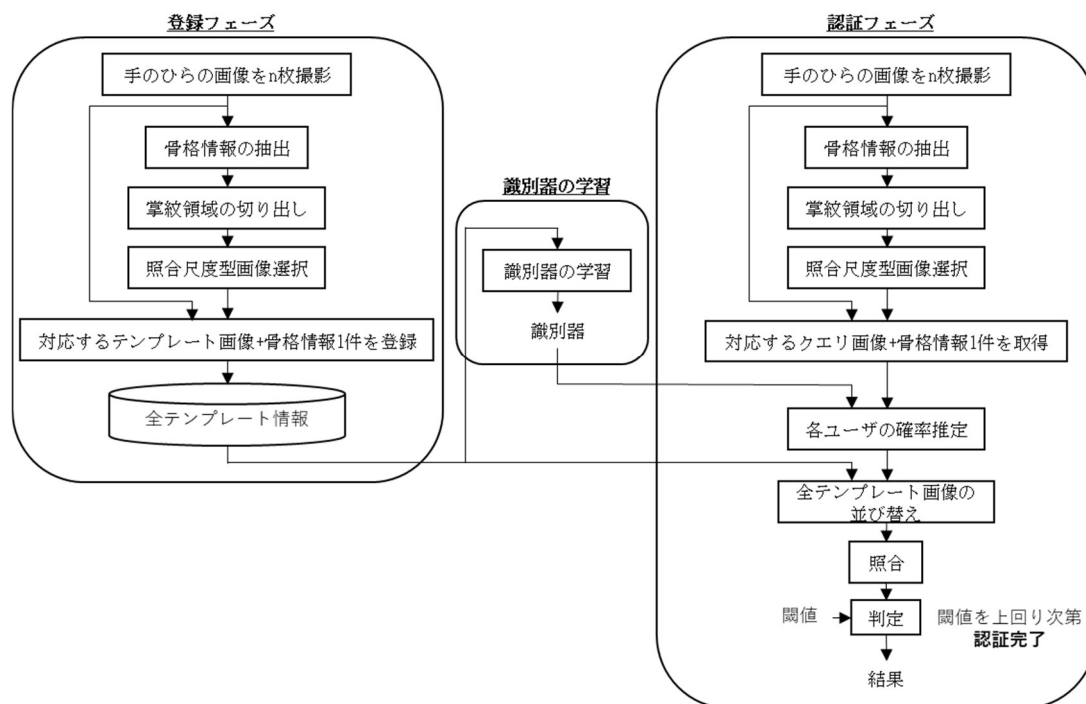 登録フェーズ
手のひらの画像をn枚撮影
骨格情報の抽出
掌紋領域の切り出し
照合尺度型画像選択
対応するテンプレート画像+骨格情報1件を登録
全テンプレート情報
識別器の学習
識別器の学習
識別器
認証フェーズ
手のひらの画像をn枚撮影
骨格情報の抽出
掌紋領域の切り出し
照合尺度型画像選択
対応するクエリ画像+骨格情報1件を取得
各ユーザの確率推定
全テンプレート画像の
並び替え
照合
閾値
判定
閾値を上回り次第
認証完了
結果